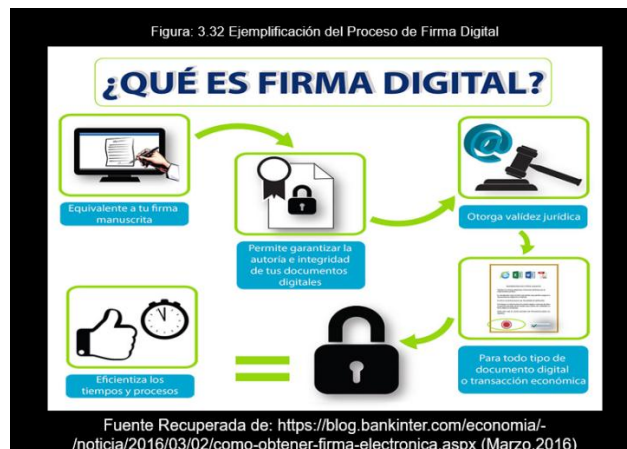 Figura: 3.32 Ejemplificación del Proceso de Firma Digital
¿QUÉ ES FIRMA DIGITAL?
Equivalente a tu firma
manuscrita
Permite garantizar la
autoría e integridad
de tus documentos
digitales
Otorga validez jurídica
Para todo tipo de
documento digital
o transacción económica
Eficientiza los
tiempos y procesos
Fuente Recuperada de: https://blog.bankinter.com/economia/-
/noticia/2016/03/02/como-obtener-firma-electronica.aspx (Marzo,2016)